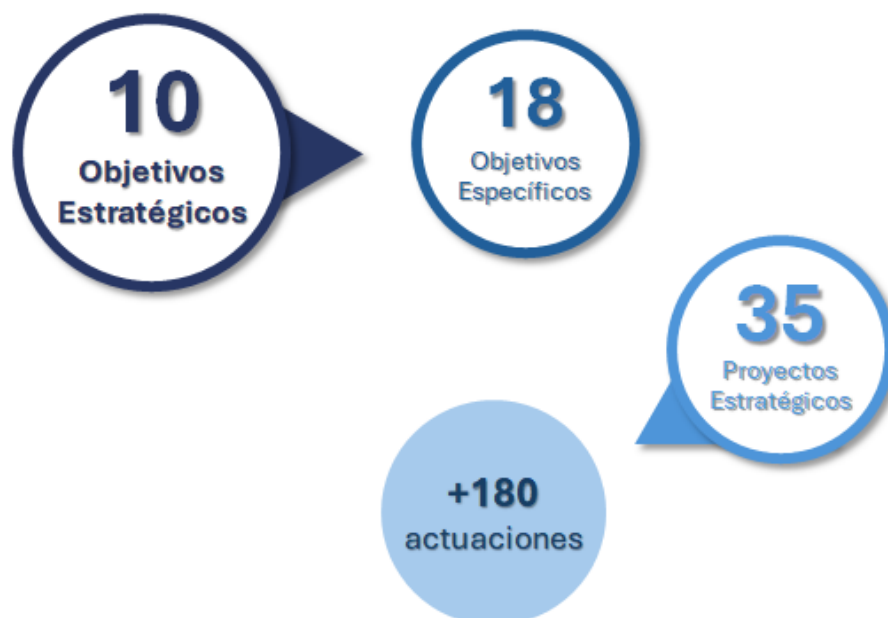 10
Objetivos
Estratégicos
18
Objetivos
Específicos
35
Proyectos
Estratégicos
+180
actuaciones